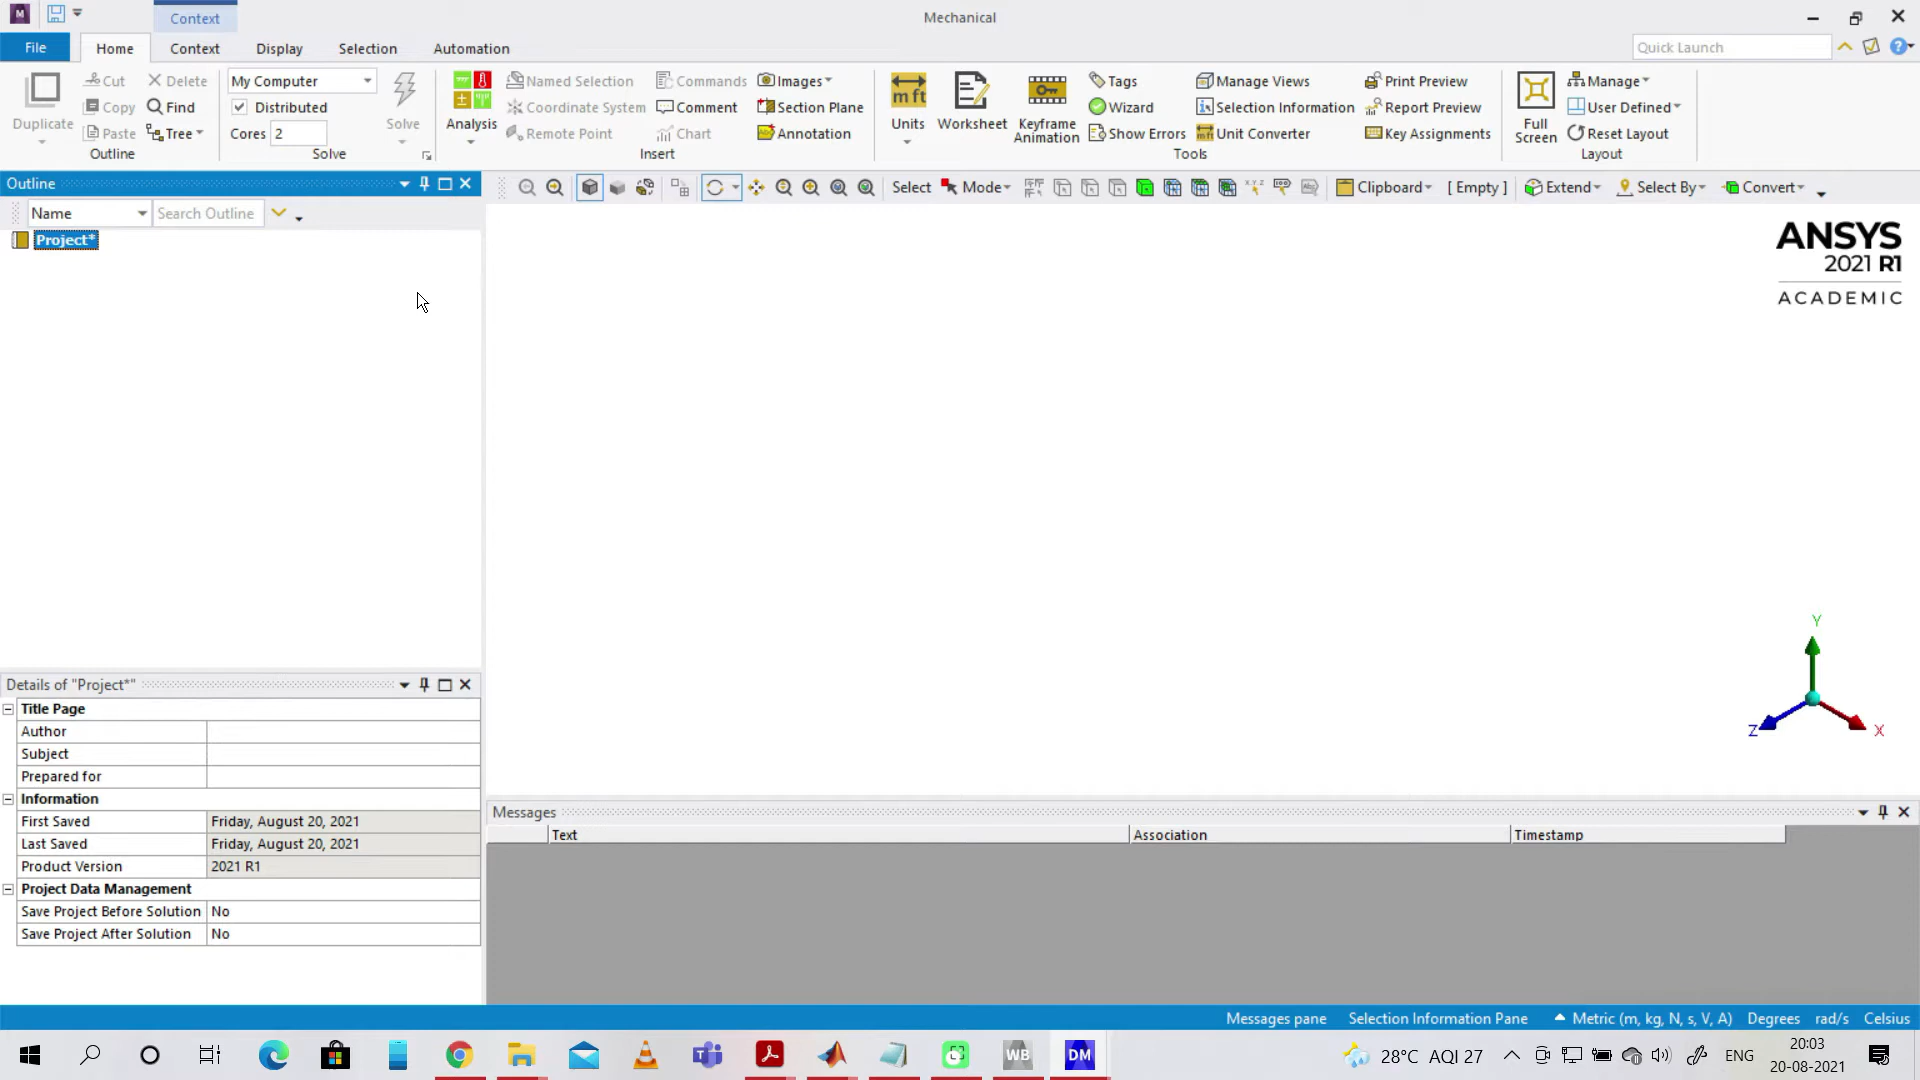 Context
Mechanical
File Home Context Display Selection Automation
Quick Launch
Duplicate
Cut Delete
Copy Find
Paste Tree
Outline
My Computer
Distributed
Cores 2
Solve
Solve
Analysis
Named Selection Commands Images
Coordinate System Comment Section Plane
Remote Point Chart Annotation
Insert
m ft
Units
Worksheet
Keyframe
Animation
Tags Manage Views Print Preview
Wizard Selection Information Report Preview
Show Errors Unit Converter Key Assignments
Tools
Full
Screen
Manage
User Defined
Reset Layout
Layout
Outline
Select Mode Clipboard [ Empty ] Extend Select By Convert
Name Search Outline
Project*
ANSYS
2021 R1
ACADEMIC
Y
Z X
Details of "Project*"
Title Page
Author
Subject
Prepared for
Information
First Saved Friday, August 20, 2021
Last Saved Friday, August 20, 2021
Product Version 2021 R1
Project Data Management
Save Project Before Solution No
Save Project After Solution No
Messages
Text Association Timestamp
Messages pane Selection Information Pane Metric (m, kg, N, s, V, A) Degrees rad/s Celsius
WB DM
28°C AQI 27
ENG
20:03
20-08-2021